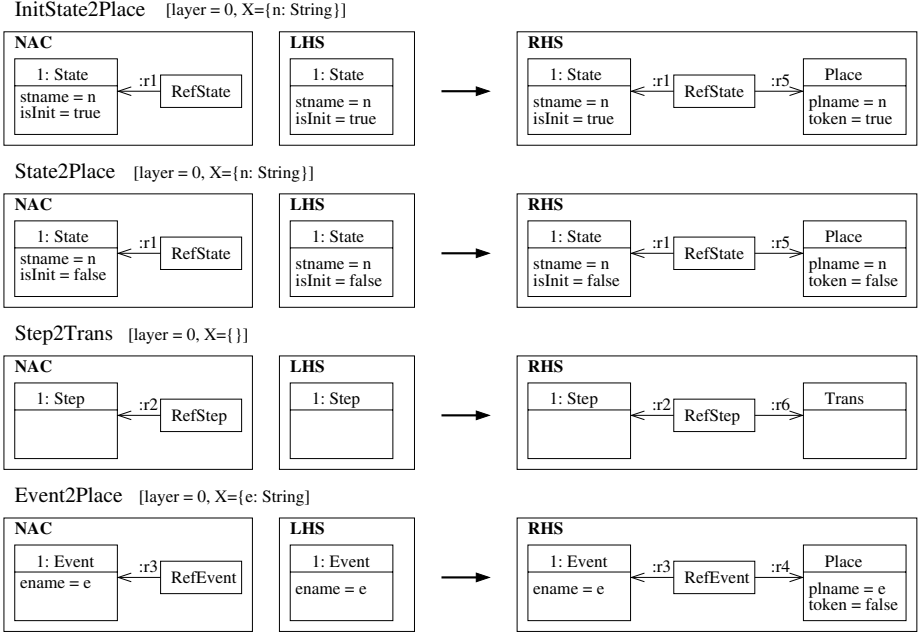 InitState2Place [layer = 0, X={n: String}]
NAC LHS RHS
1: State :r1 RefState 1: State 1: State :r1 RefState :r5 Place
stname = n stname = n stname = n plname = n
isInit = true isInit = true isInit = true token = true
State2Place [layer = 0, X={n: String}]
NAC LHS RHS
1: State :r1 RefState 1: State 1: State :r1 RefState :r5 Place
stname = n stname = n stname = n plname = n
isInit = false isInit = false isInit = false token = false
Step2Trans [layer = 0, X={}]
NAC LHS RHS
1: Step :r2 RefStep 1: Step 1: Step :r2 RefStep :r6 Trans
Event2Place [layer = 0, X={e: String]
NAC LHS RHS
1: Event :r3 RefEvent 1: Event 1: Event :r3 RefEvent :r4 Place
ename = e ename = e ename = e plname = e
token = false